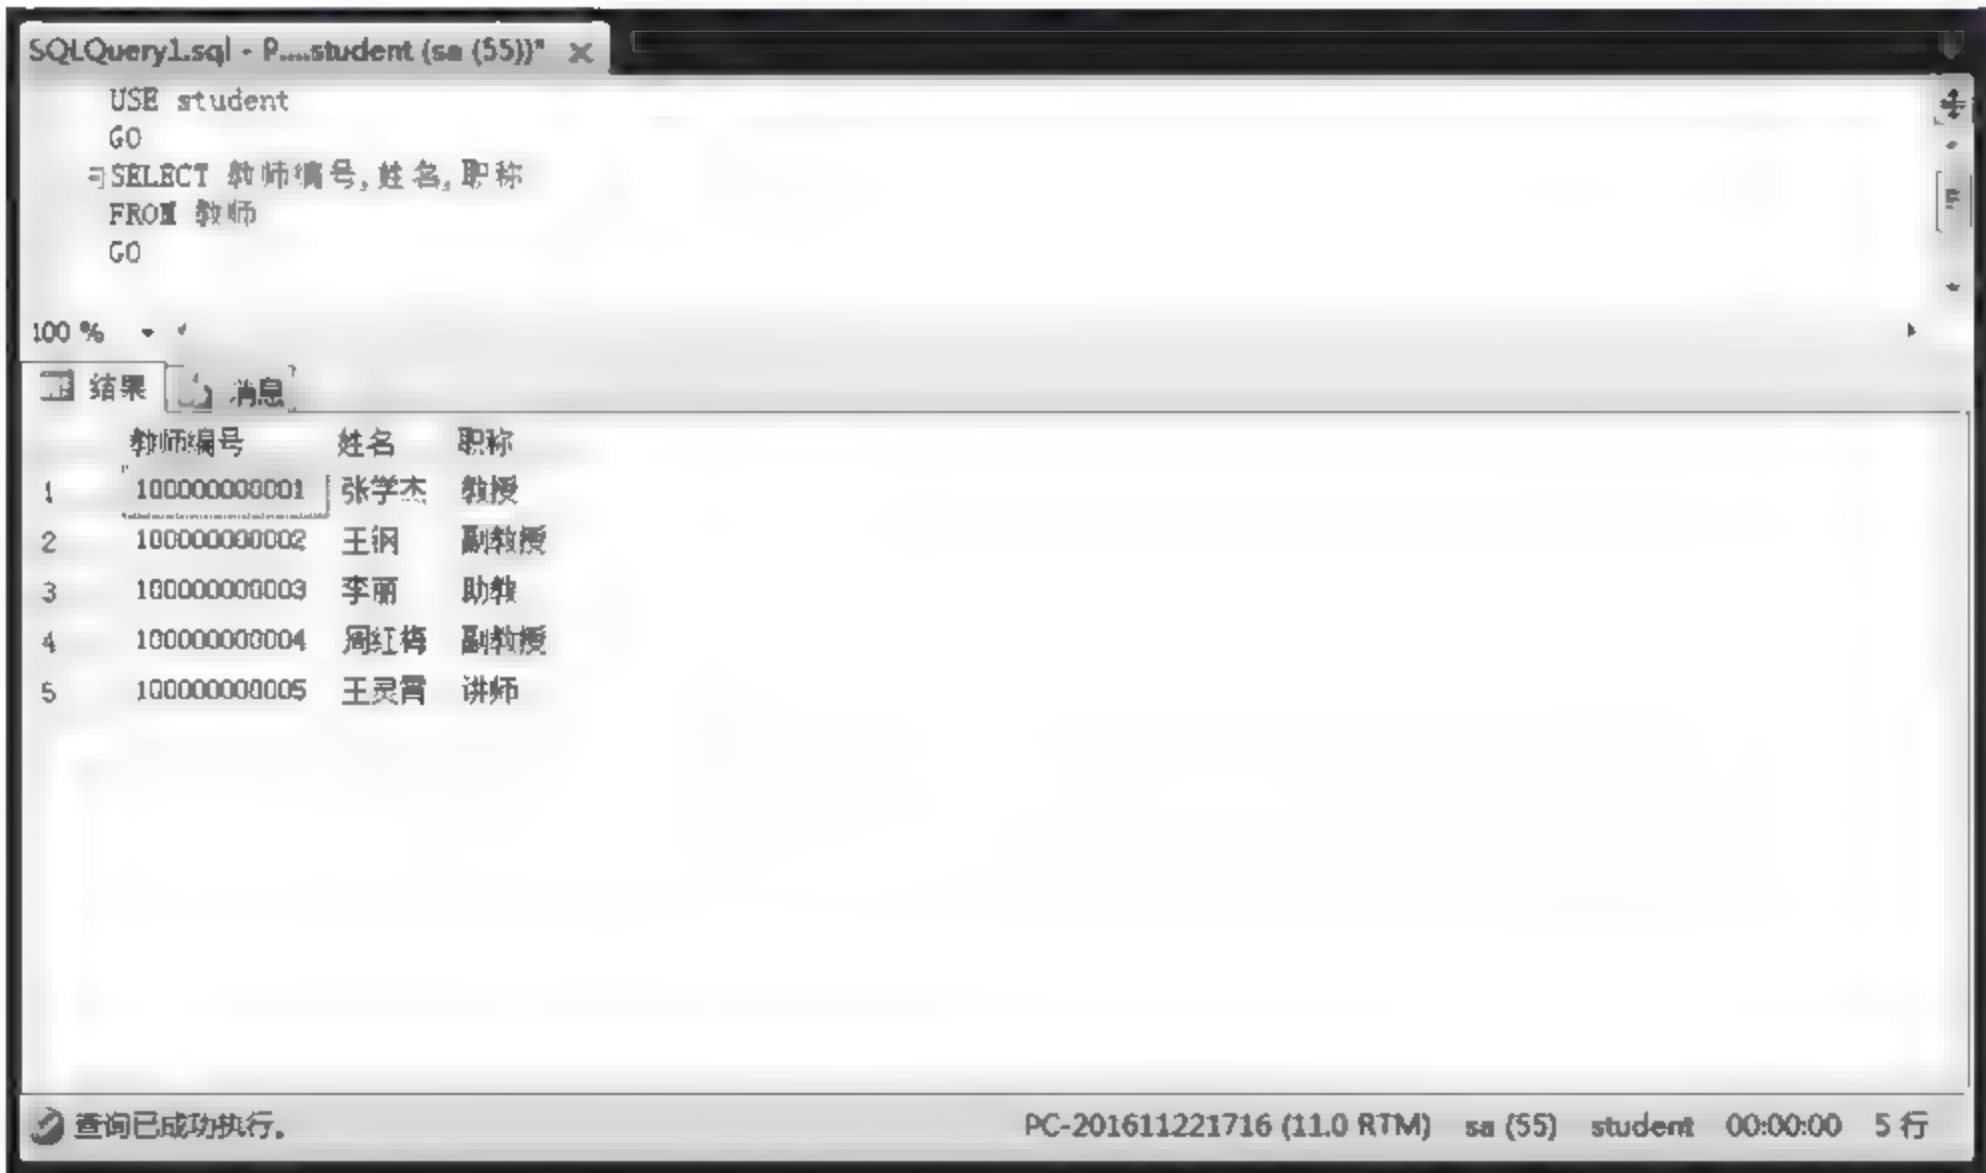 SQLQuery1.sql - P....student (sa (55))* ×
USE student
GO
SELECT 教师编号,姓名,职称
FROM 教师
GO
100 %
结果 消息
教师编号 姓名 职称
1 100000000001 张学杰 教授
2 100000000002 王钢 副教授
3 100000000003 李丽 助教
4 100000000004 周红梅 副教授
5 100000000005 王灵霄 讲师
查询已成功执行。 PC-201611221716 (11.0 RTM) sa (55) student 00:00:00 5 行